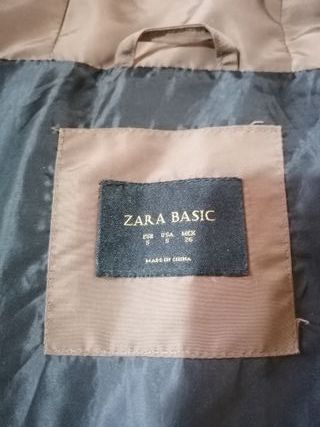 ZARA BASIC
EUR USA MEX
S S 26
MADE IN CHINA